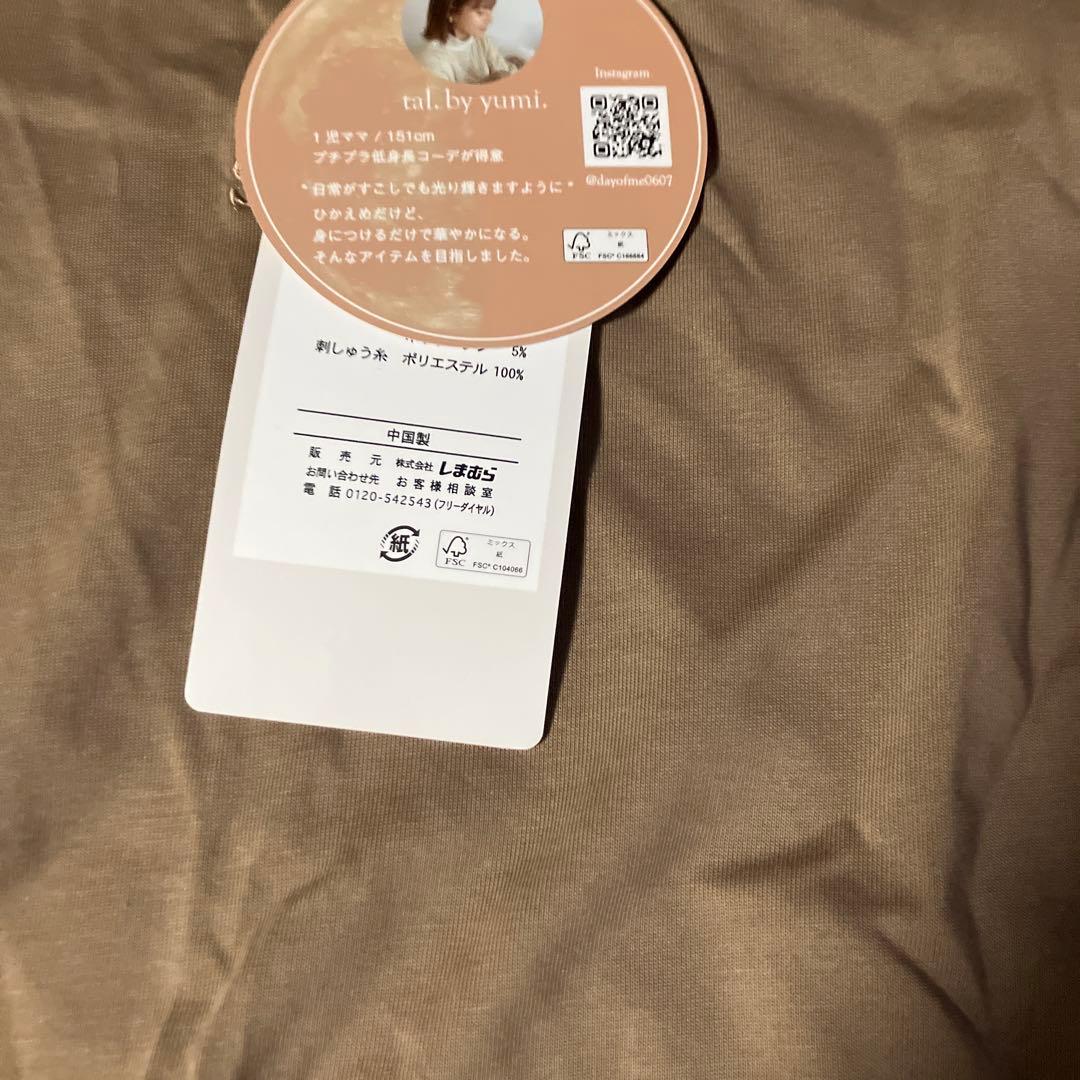 tal. by yumi.
1児ママ / 151cm
プチプラ低身長コーデが得意
"日常がすこしでも光り輝きますように"
ひかえめだけど、
身につけるだけで華やかになる。
そんなアイテムを目指しました。
Instagram
@dayofme0607
ミックス
紙
FSC
FSC® C166664
5%
刺しゅう糸 ポリエステル 100%
中国製
販売元 株式会社 しまむら
お問い合わせ先 お客様相談室
電話 0120-542543(フリーダイヤル)
紙
ミックス
紙
FSC
FSC® C104066